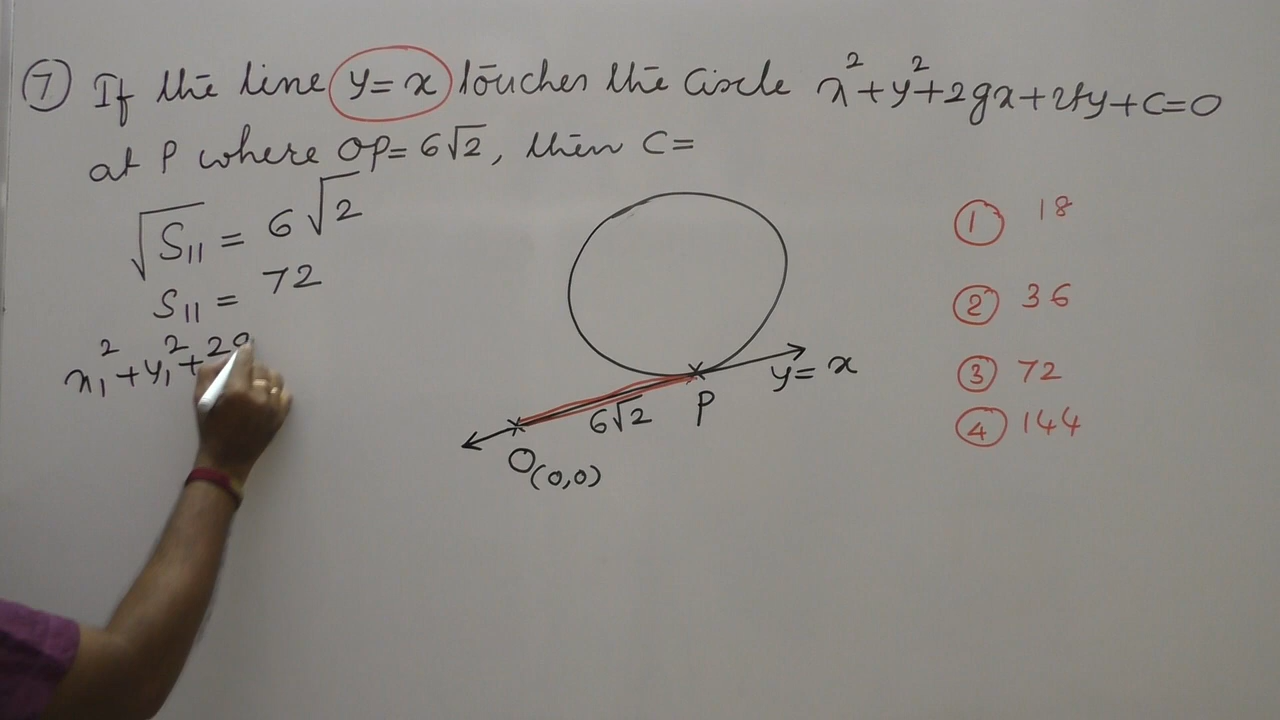 ⑦ If the line y=x touches the Circle x²+y²+2gx+2fy+C=0
at P where OP=6√2, then C=
√S₁₁ = 6√2
S₁₁ = 72
x₁²+y₁²+2g
6√2
P
y=x
O(0,0)
① 18
② 36
③ 72
④ 144